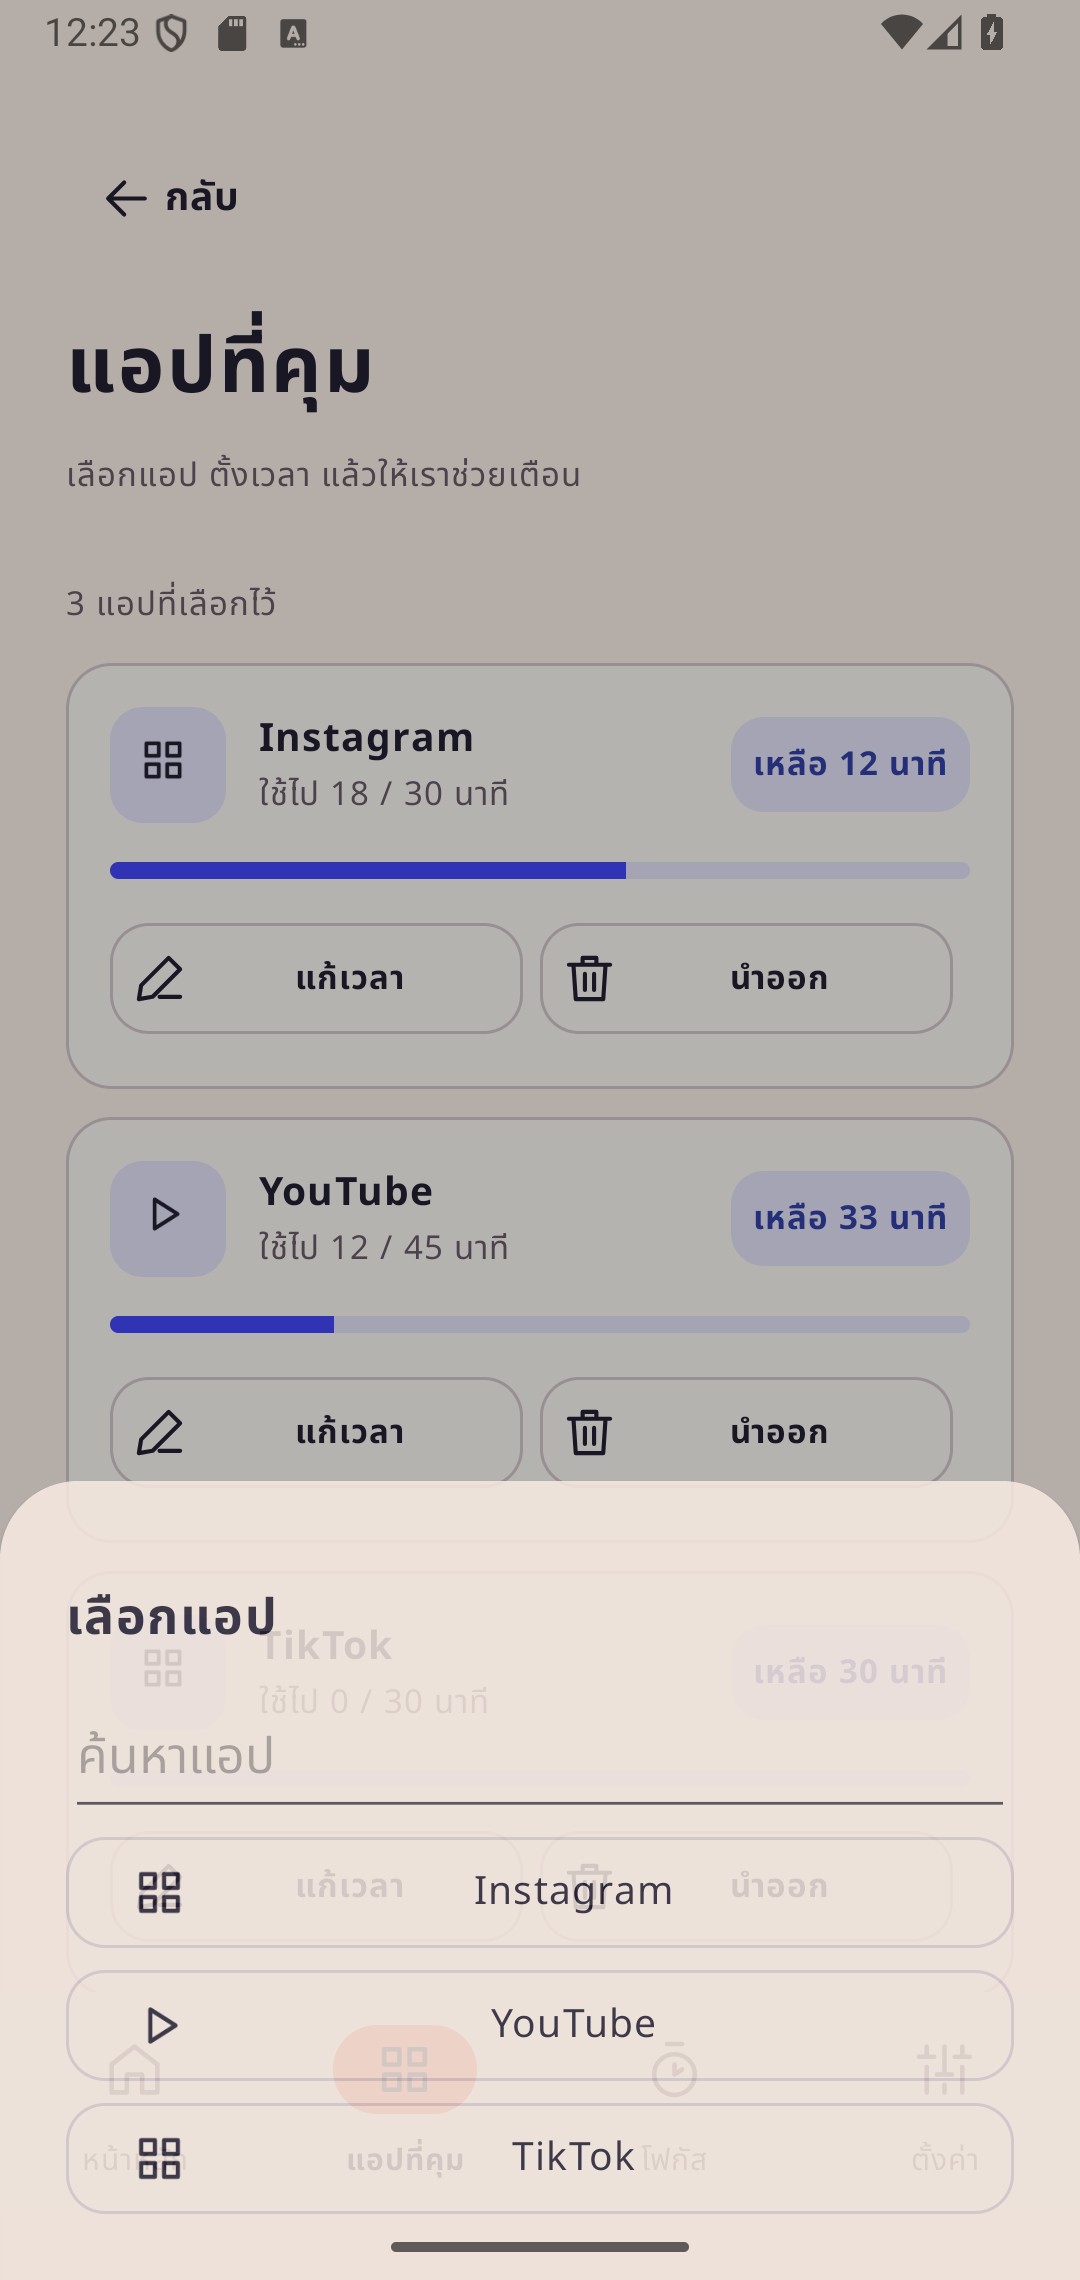 12:23
กลับ
แอปที่คุม
เลือกแอป ตั้งเวลา แล้วให้เราช่วยเตือน
3 แอปที่เลือกไว้
Instagram
ใช้ไป 18 / 30 นาที
เหลือ 12 นาที
แก้เวลา
นำออก
YouTube
ใช้ไป 12 / 45 นาที
เหลือ 33 นาที
แก้เวลา
นำออก
เลือกแอป
TikTok
เหลือ 30 นาที
ใช้ไป 0 / 30 นาที
ค้นหาแอป
แก้เวลา
Instagram
นำออก
YouTube
แอปที่คุม
TikTok
โฟกัส
ตั้งค่า